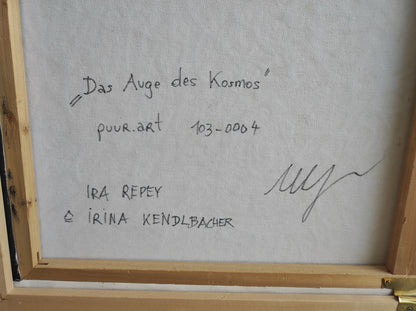 „Das Auge des Kosmos"
puur.art 103-0004
IRA REPEY
≙ IRINA KENDLBACHER